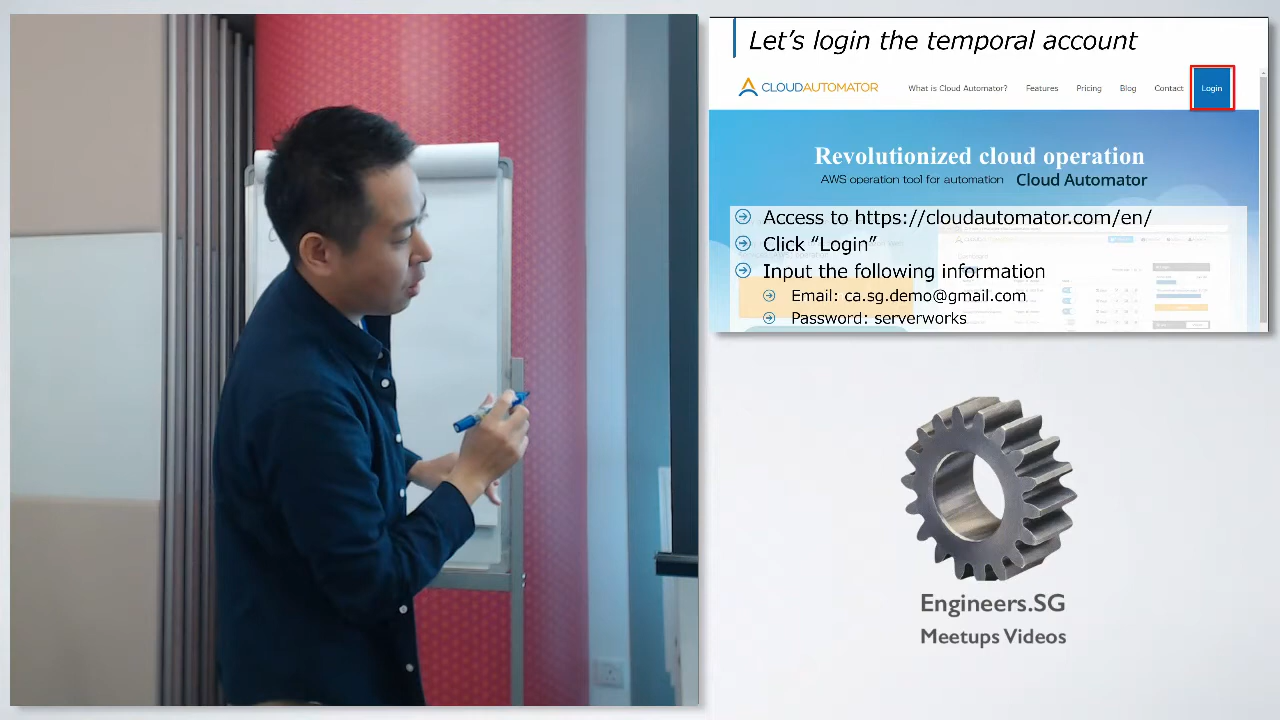 Let's login the temporal account
CLOUDAUTOMATOR What is Cloud Automator? Features Pricing Blog Contact Login
Revolutionized cloud operation
AWS operation tool for automation Cloud Automator
Access to https://cloudautomator.com/en/
Click “Login”
Input the following information
Email: ca.sg.demo@gmail.com
Password: serverworks
Engineers.SG
Meetups Videos